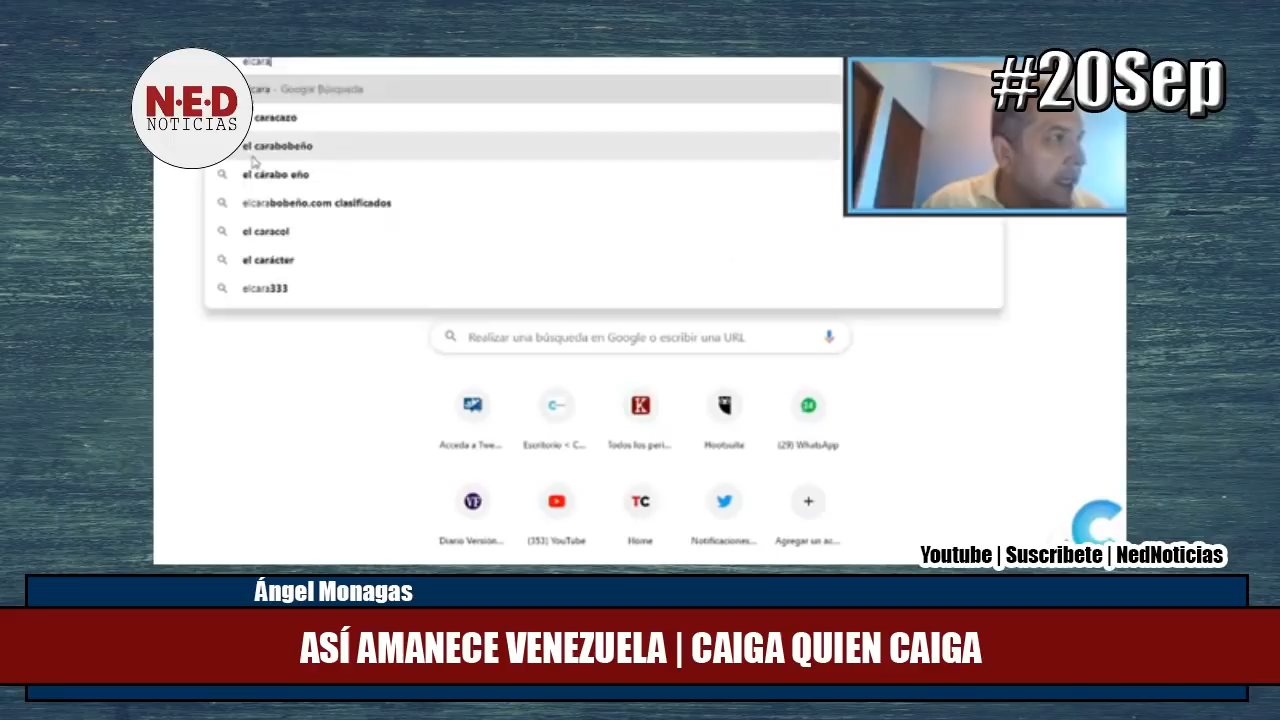 elcara
N·E·D
NOTICIAS
#20Sep
cara - Google Búsqueda
caracazo
el carabobeño
el cárabo eño
elcarabobeño.com clasificados
el caracol
el carácter
elcara333
Realizar una búsqueda en Google o escribir una URL
Acceda a Twe...
Escritorio < C...
Todos los peri...
Hootsuite
(29) WhatsApp
Diario Versión...
(353) YouTube
Home
Notificaciones...
Agregar un ac...
Youtube | Suscribete | NedNoticias
Ángel Monagas
ASÍ AMANECE VENEZUELA | CAIGA QUIEN CAIGA